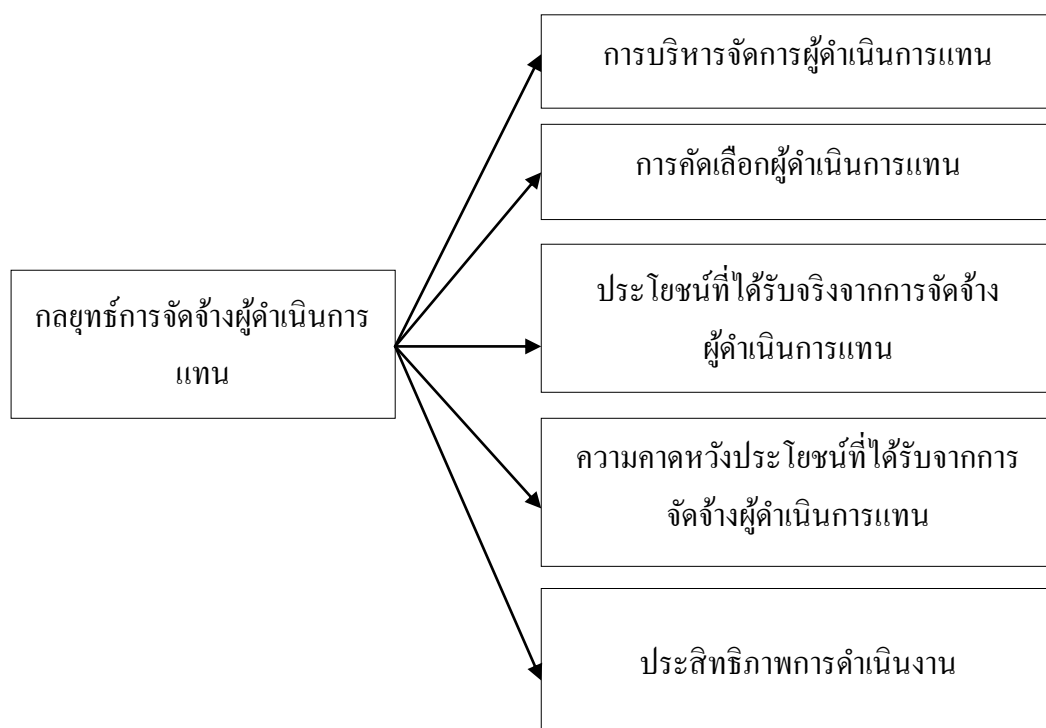 การบริหารจัดการผู้ดำเนินการแทน
การคัดเลือกผู้ดำเนินการแทน
ประโยชน์ที่ได้รับจริงจากการจัดจ้าง
ผู้ดำเนินการแทน
กลยุทธ์การจัดจ้างผู้ดำเนินการ
แทน
ความคาดหวังประโยชน์ที่ได้รับจากการ
จัดจ้างผู้ดำเนินการแทน
ประสิทธิภาพการดำเนินงาน